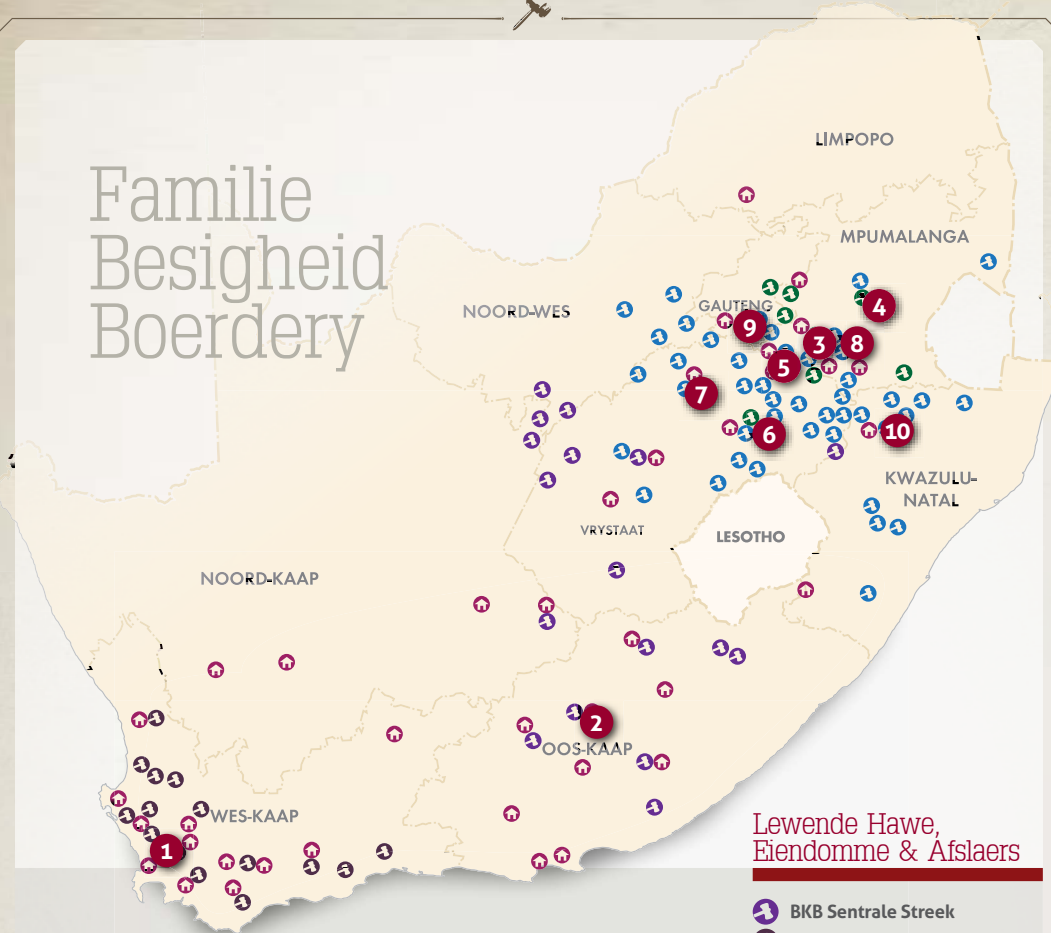 Familie
Besigheid
Boerdery
LIMPOPO
MPUMALANGA
NOORD-WES
GAUTENG
4
9
3
8
5
7
6
10
KWAZULU-
NATAL
VRYSTAAT
LESOTHO
NOORD-KAAP
2
OOS-KAAP
WES-KAAP
1
Lewende Hawe,
Eiendomme & Afslaers
BKB Sentrale Streek